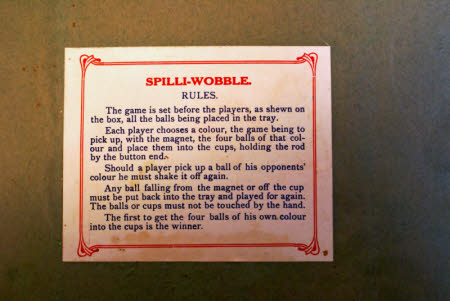 SPILLI-WOBBLE.
RULES.
The game is set before the players, as shewn on
the box, all the balls being placed in the tray.
Each player chooses a colour, the game being to
pick up, with the magnet, the four balls of that col-
our and place them into the cups, holding the rod
by the button end.
Should a player pick up a ball of his opponents'
colour he must shake it off again.
Any ball falling from the magnet or off the cup
must be put back into the tray and played for again.
The balls or cups must not be touched by the hand.
The first to get the four balls of his own colour
into the cups is the winner.